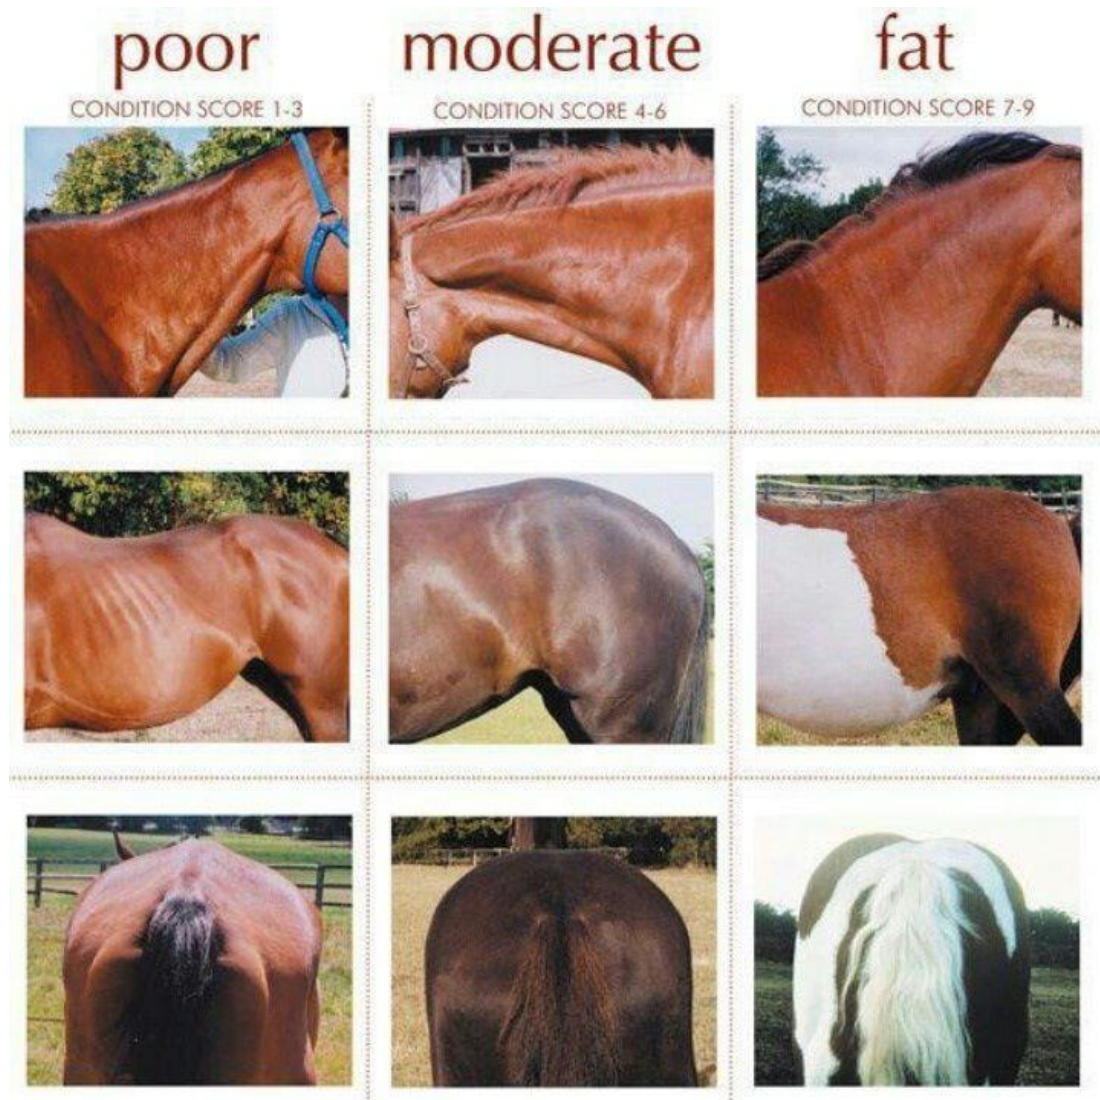 poor
moderate
fat
CONDITION SCORE 1-3
CONDITION SCORE 4-6
CONDITION SCORE 7-9